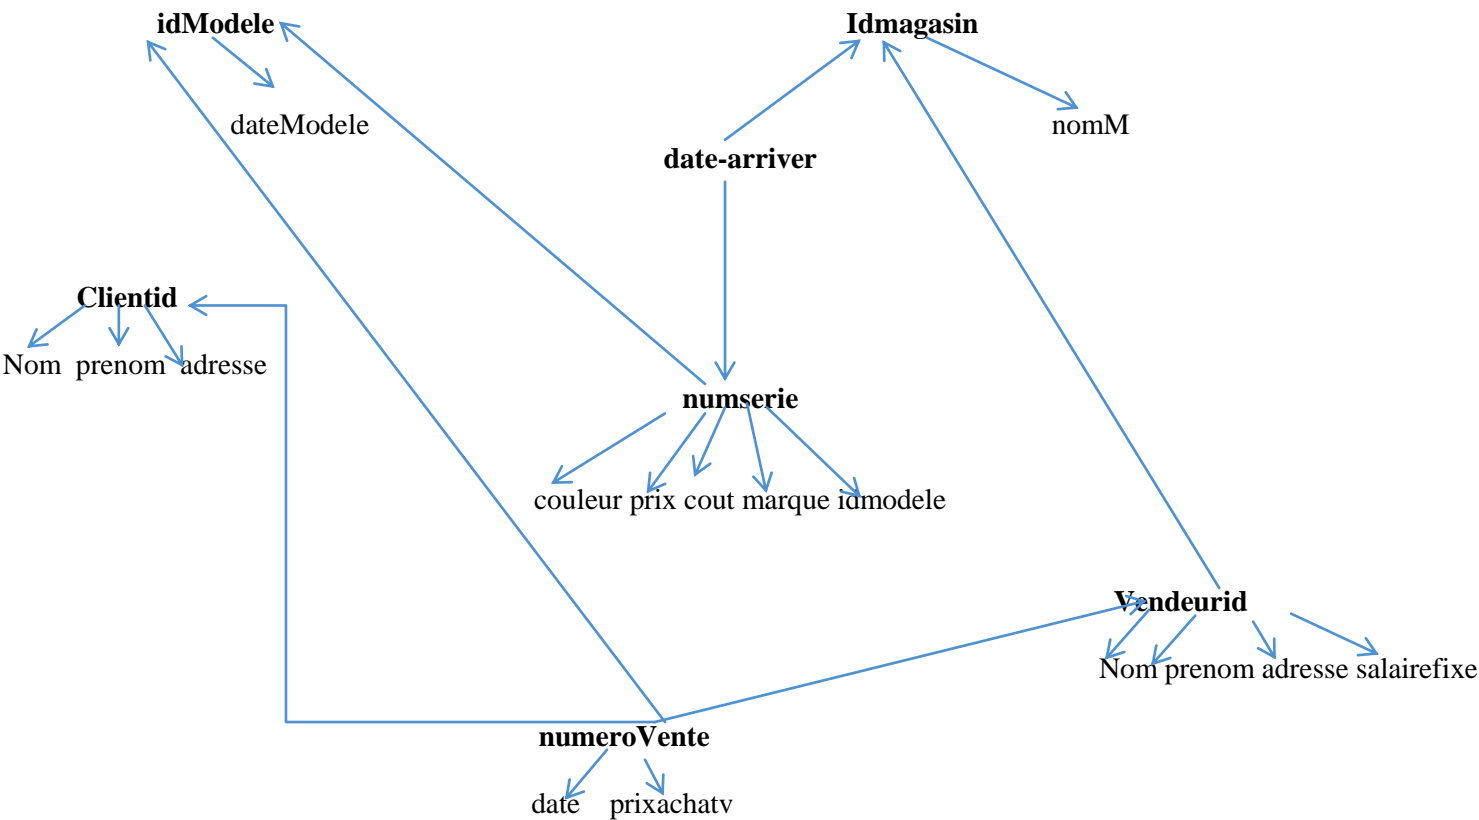 idModele
Idmagasin
dateModele
nomM
date-arriver
Clientid
Nom prenom adresse
numserie
couleur prix cout marque idmodele
Vendeurid
Nom prenom adresse salairefixe
numeroVente
date prixachatv